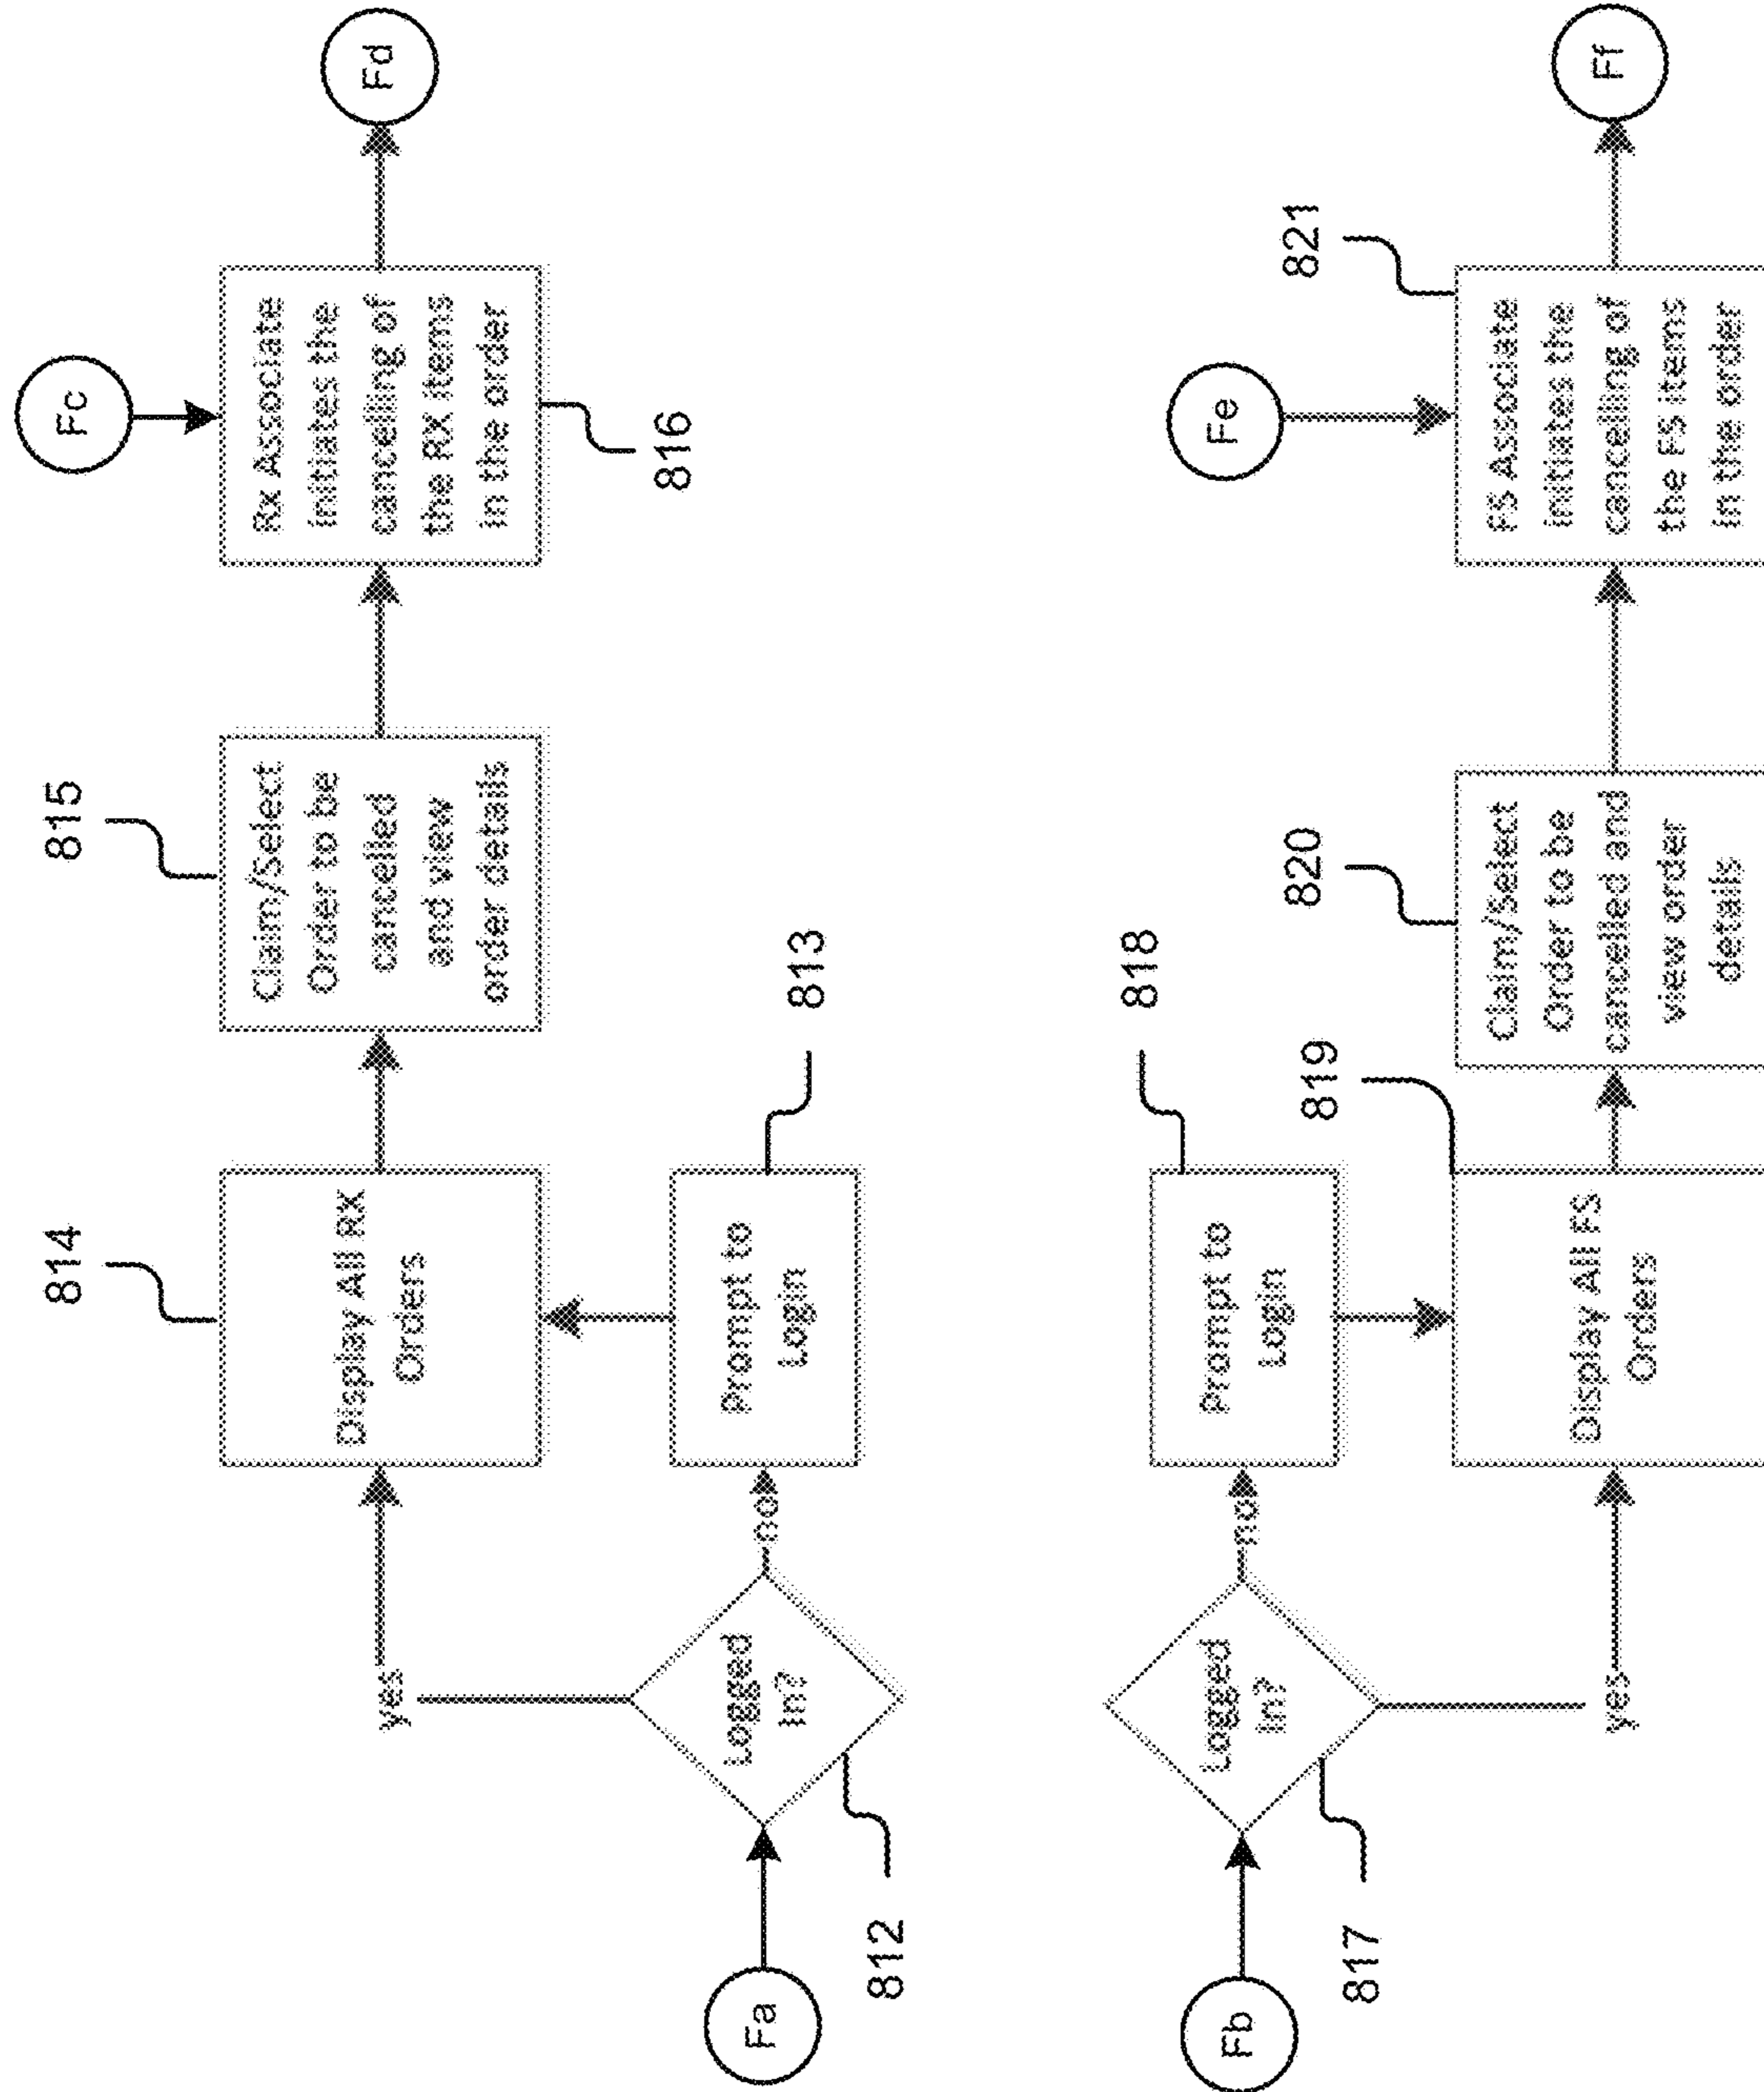 Fc
814
815
Display All RX
Orders
Claim/Select
Order to be
cancelled
and view
order details
Rx Associate
initiates the
canceling of
the RX items
in the order
Fd
yes
816
Fa
Logged
In?
no
Prompt to
Login
812
813
Fb
Logged
In?
no
Prompt to
Login
818
Fe
817
819
820
821
yes
Display All FS
Orders
Claim/Select
Order to be
cancelled and
view order
details
FS Associate
initiates the
canceling of
the FS items
in the order
Ff